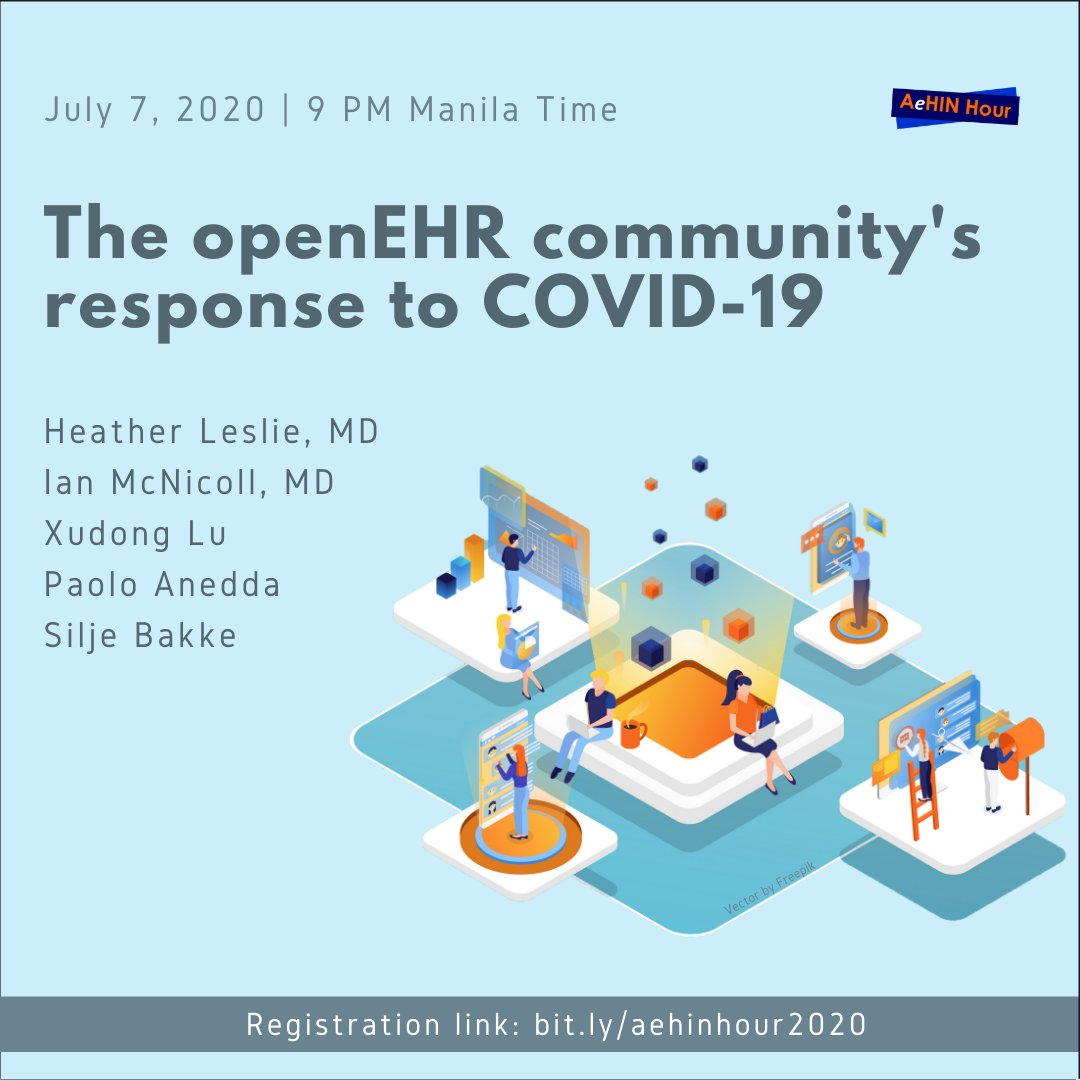 July 7, 2020 | 9 PM Manila Time
AeHIN Hour
The openEHR community's
response to COVID-19
Heather Leslie, MD
Ian McNicoll, MD
Xudong Lu
Paolo Anedda
Silje Bakke
Vector by Freepik
Registration link: bit.ly/aehinhour2020